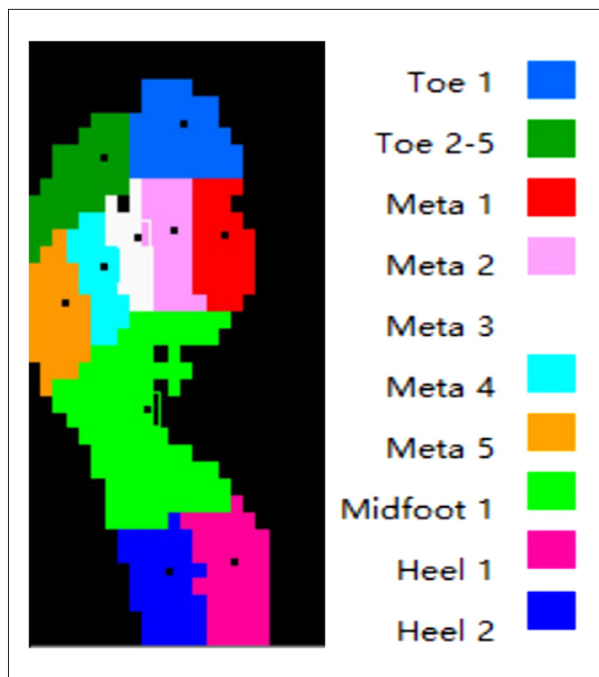 Toe 1
Toe 2-5
Meta 1
Meta 2
Meta 3
Meta 4
Meta 5
Midfoot 1
Heel 1
Heel 2